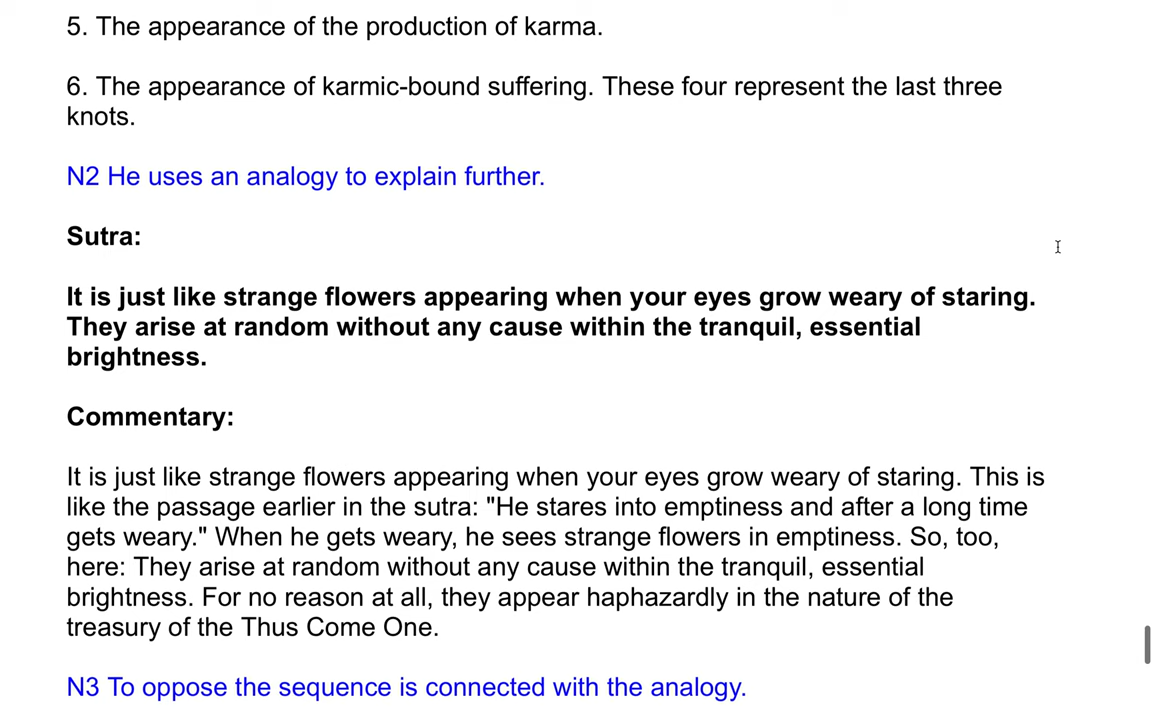 5. The appearance of the production of karma.
6. The appearance of karmic-bound suffering. These four represent the last three
knots.
N2 He uses an analogy to explain further.
Sutra:
It is just like strange flowers appearing when your eyes grow weary of staring.
They arise at random without any cause within the tranquil, essential
brightness.
Commentary:
It is just like strange flowers appearing when your eyes grow weary of staring. This is
like the passage earlier in the sutra: "He stares into emptiness and after a long time
gets weary." When he gets weary, he sees strange flowers in emptiness. So, too,
here: They arise at random without any cause within the tranquil, essential
brightness. For no reason at all, they appear haphazardly in the nature of the
treasury of the Thus Come One.
N3 To oppose the sequence is connected with the analogy.